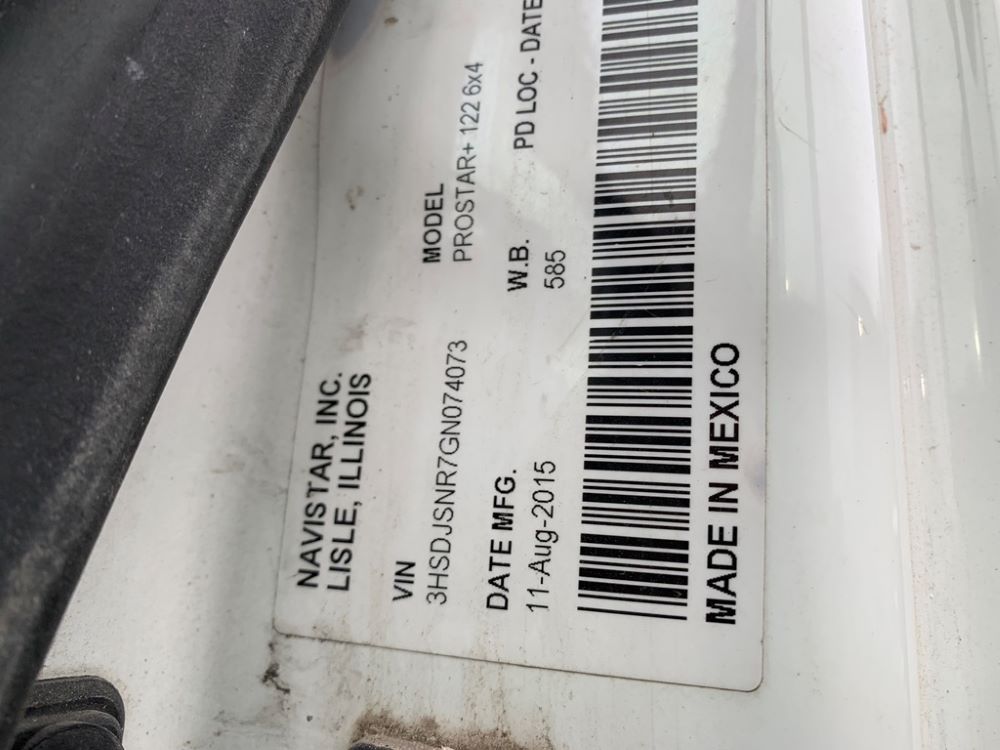 NAVISTAR, INC.
LISLE, ILLINOIS
VIN
3HSDJSNR7GN074073
MODEL
PROSTAR+ 122 6x4
DATE MFG.
11-Aug-2015
W.B.
585
PD LOC - DATE
MADE IN MEXICO